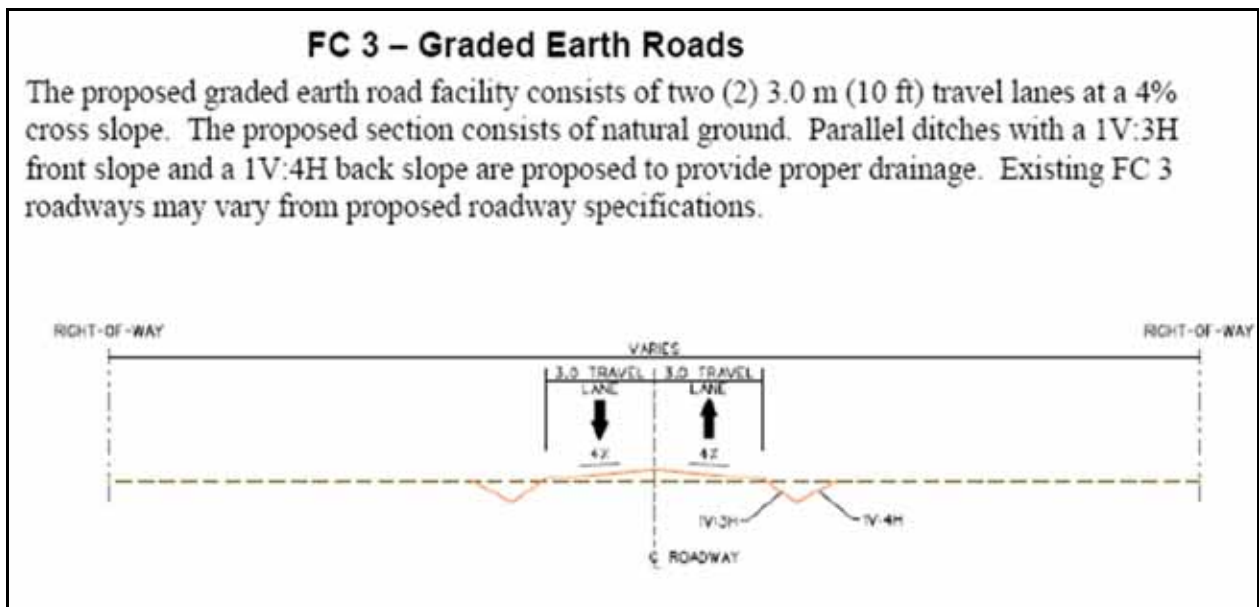 FC 3 – Graded Earth Roads
The proposed graded earth road facility consists of two (2) 3.0 m (10 ft) travel lanes at a 4%
cross slope.  The proposed section consists of natural ground.  Parallel ditches with a 1V:3H
front slope and a 1V:4H back slope are proposed to provide proper drainage.  Existing FC 3
roadways may vary from proposed roadway specifications.
RIGHT-OF-WAY
RIGHT-OF-WAY
VARIES
3.0 TRAVEL
LANE
3.0 TRAVEL
LANE
4%
4%
1V:3H
1V:4H
℄ ROADWAY